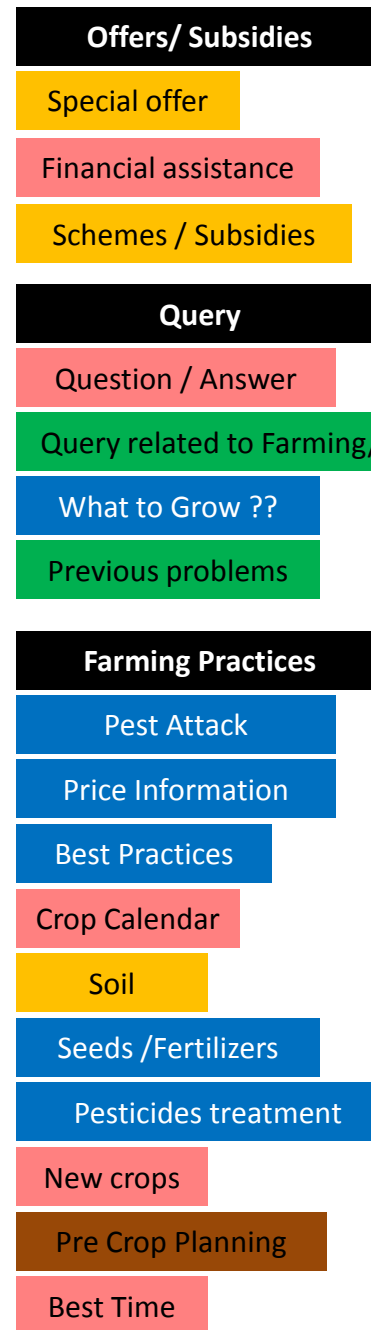 Offers/ Subsidies
Special offer
Financial assistance
Schemes / Subsidies
Query
Question / Answer
Query related to Farming,
What to Grow ??
Previous problems
Farming Practices
Pest Attack
Price Information
Best Practices
Crop Calendar
Soil
Seeds /Fertilizers
Pesticides treatment
New crops
Pre Crop Planning
Best Time